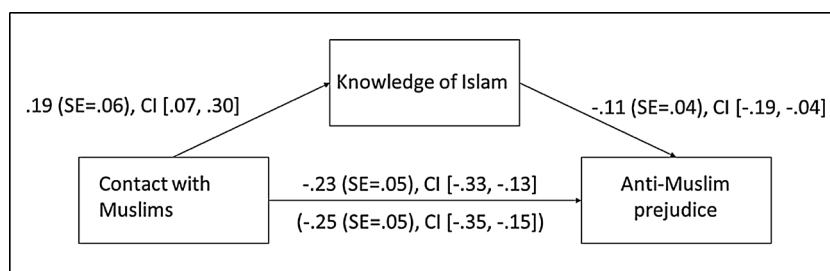 Knowledge of Islam
.19 (SE=.06), CI [.07, .30]
-.11 (SE=.04), CI [-.19, -.04]
Contact with
Muslims
-.23 (SE=.05), CI [-.33, -.13]
(-.25 (SE=.05), CI [-.35, -.15])
Anti-Muslim
prejudice